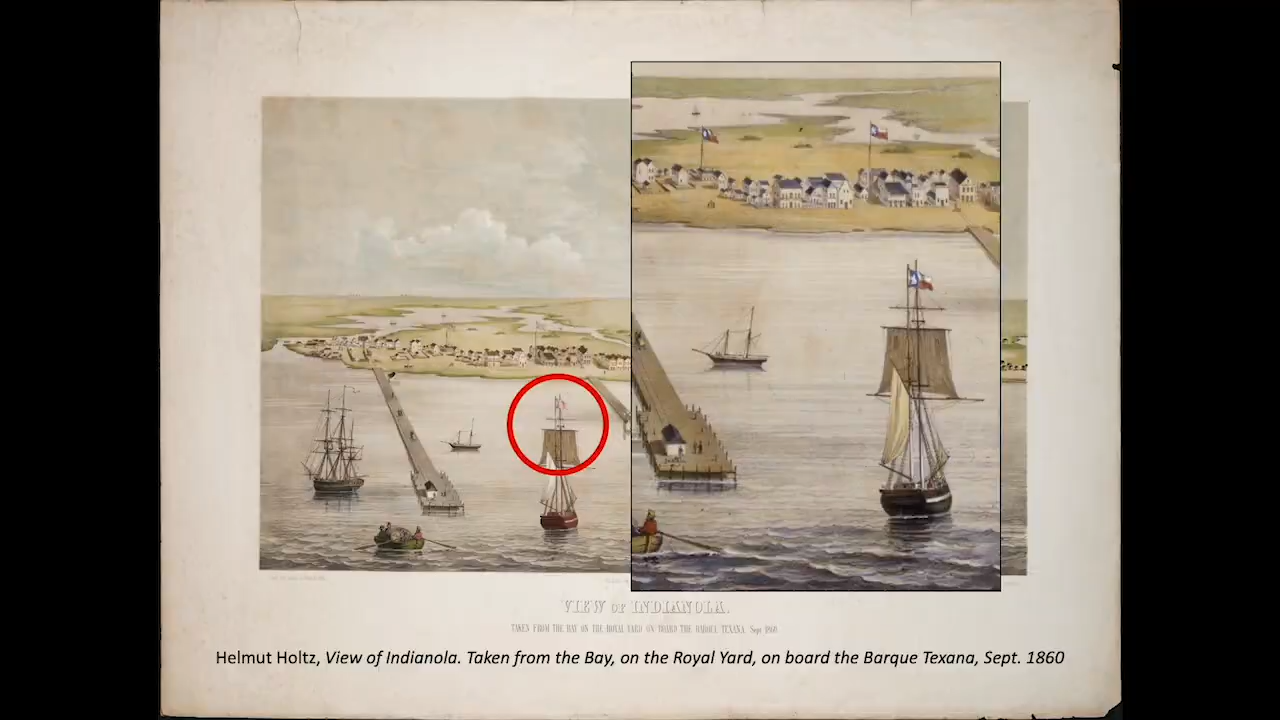 VIEW OF INDIANOLA.
TAKEN FROM THE BAY ON THE ROYAL YARD ON BOARD THE BARQUE TEXANA. Sept 1860
Helmut Holtz, View of Indianola. Taken from the Bay, on the Royal Yard, on board the Barque Texana, Sept. 1860